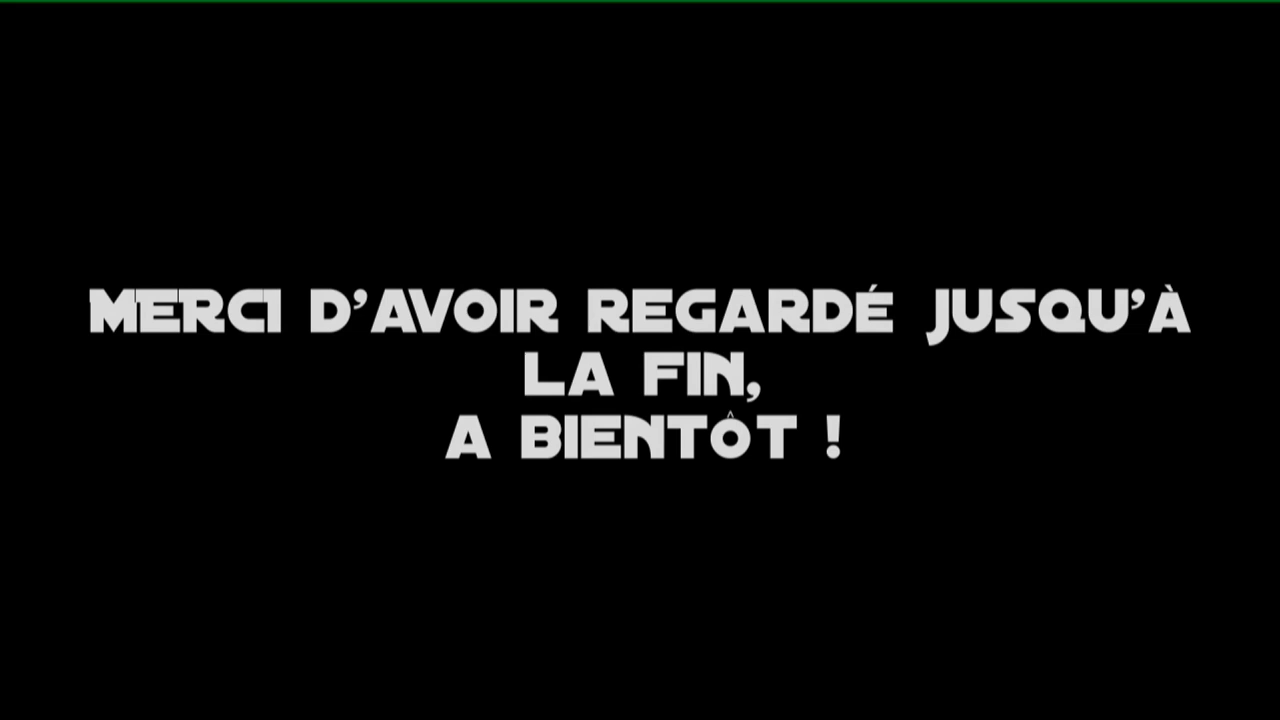 MERCI D'AVOIR REGARDÉ JUSQU'À
LA FIN,
A BIENTÔT !